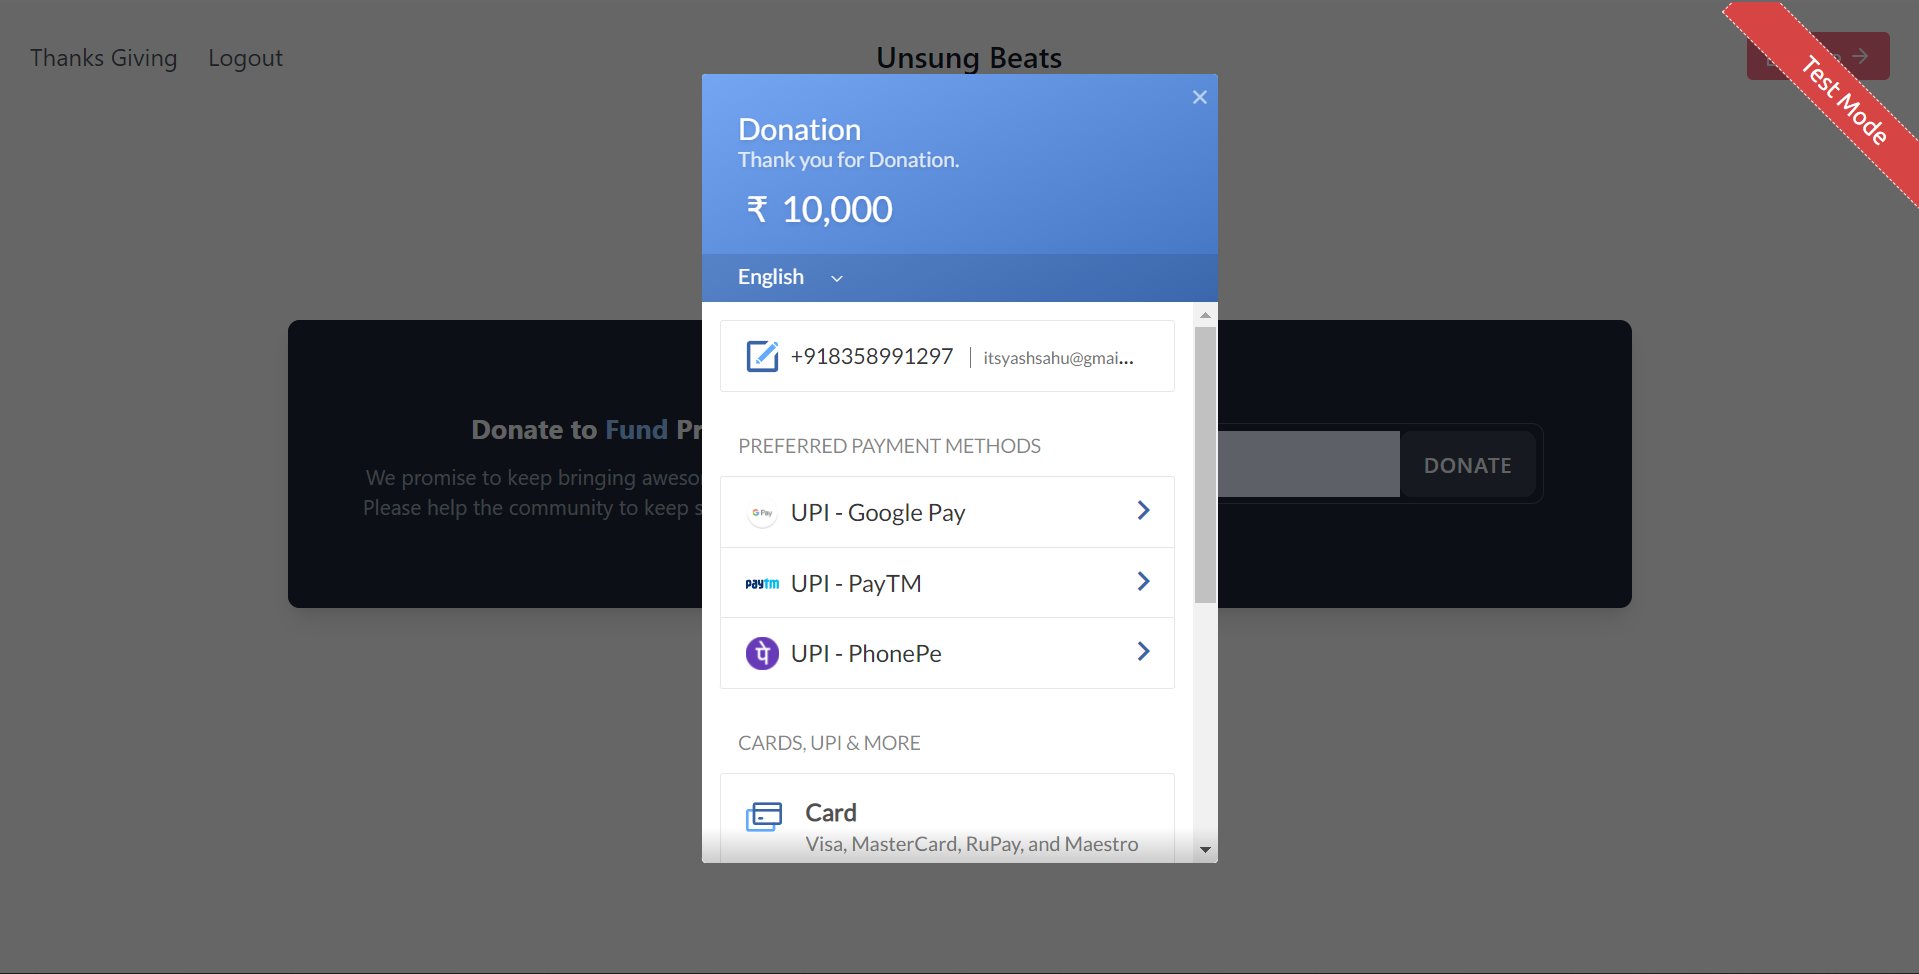 Thanks Giving Logout Unsung Beats
Test Mode
Donation
Thank you for Donation.
₹ 10,000
English
+918358991297 | itsyashsahu@gmai...
Donate to Fund Pr
We promise to keep bringing aweso
Please help the community to keep s
DONATE
PREFERRED PAYMENT METHODS
G Pay UPI - Google Pay
paytm UPI - PayTM
पे UPI - PhonePe
CARDS, UPI & MORE
Card
Visa, MasterCard, RuPay, and Maestro